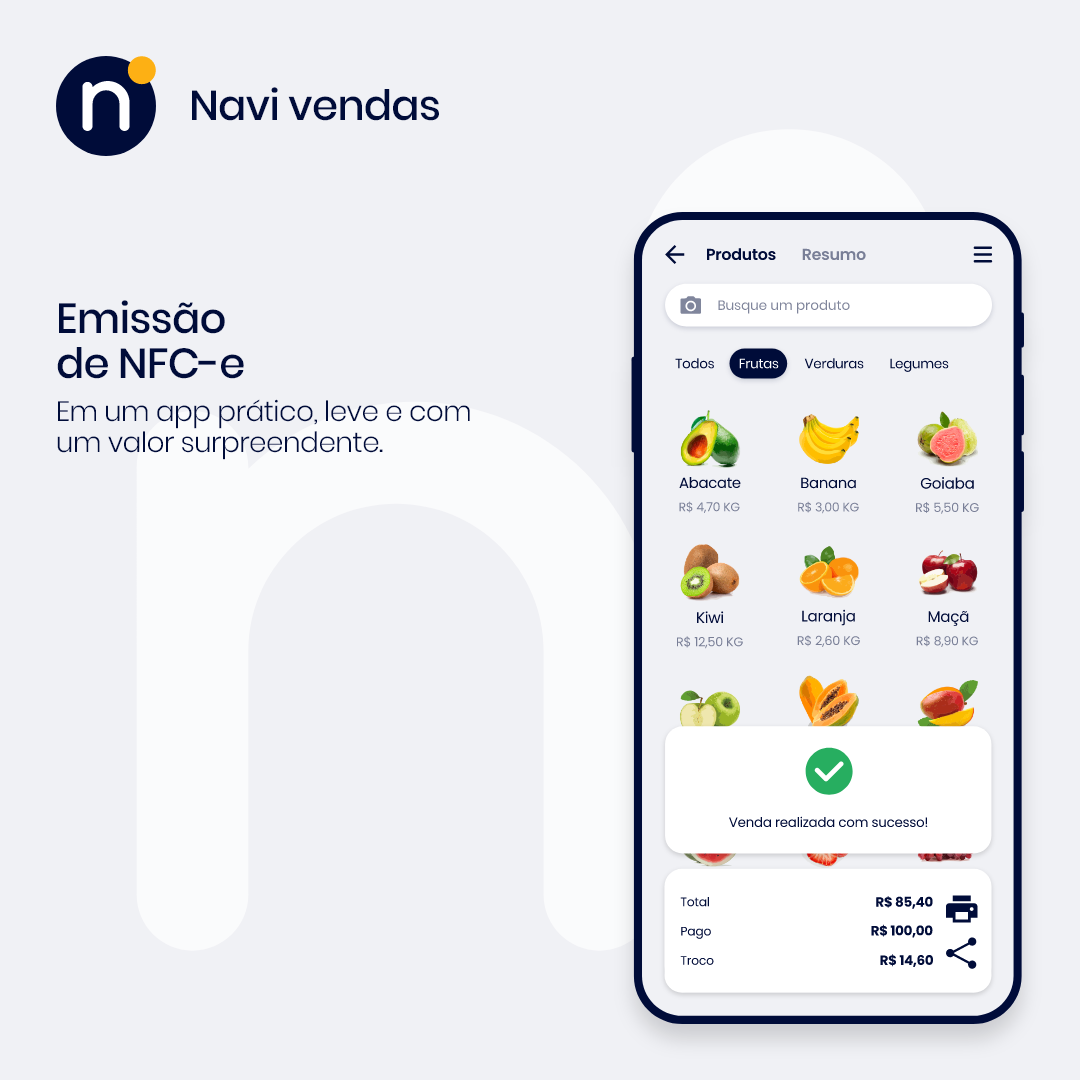 n
Navi vendas
Emissão
de NFC-e
Em um app prático, leve e com
um valor surpreendente.
Produtos Resumo
Busque um produto
Todos Frutas Verduras Legumes
Abacate Banana Goiaba
R$ 4,70 KG R$ 3,00 KG R$ 5,50 KG
Kiwi Laranja Maçã
R$ 12,50 KG R$ 2,60 KG R$ 8,90 KG
Venda realizada com sucesso!
Total R$ 85,40
Pago R$ 100,00
Troco R$ 14,60